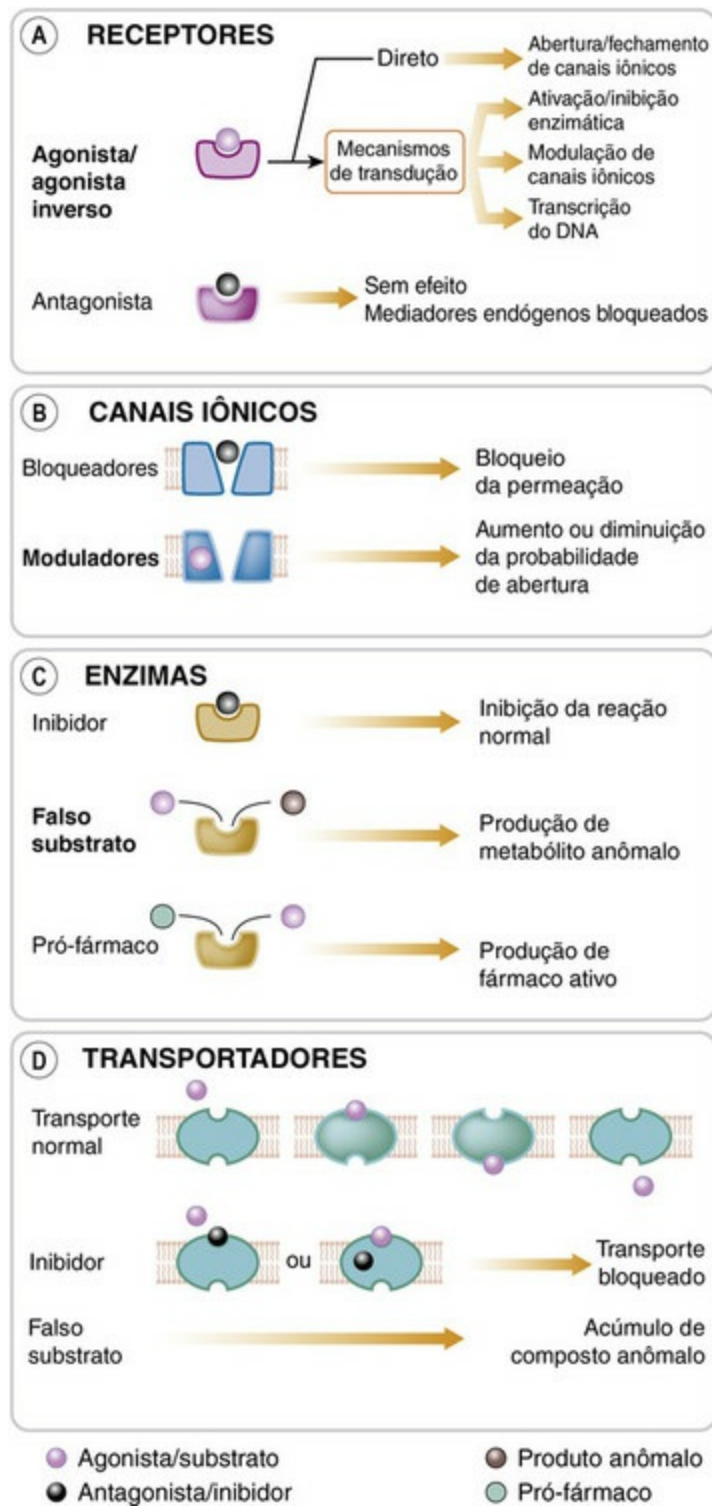 A RECEPTORES
Direto
Abertura/fechamento
de canais iônicos
Agonista/
agonista
inverso
Mecanismos
de transdução
Ativação/inibição
enzimática
Modulação de
canais iônicos
Transcrição
do DNA
Antagonista
Sem efeito
Mediadores endógenos bloqueados
B CANAIS IÔNICOS
Bloqueadores
Bloqueio
da permeação
Moduladores
Aumento ou diminuição
da probabilidade
de abertura
C ENZIMAS
Inibidor
Inibição da reação
normal
Falso
substrato
Produção de
metabólito anômalo
Pró-fármaco
Produção de
fármaco ativo
D TRANSPORTADORES
Transporte
normal
Inibidor
ou
Transporte
bloqueado
Falso
substrato
Acúmulo de
composto anômalo
Agonista/substrato
Produto anômalo
Antagonista/inibidor
Pró-fármaco